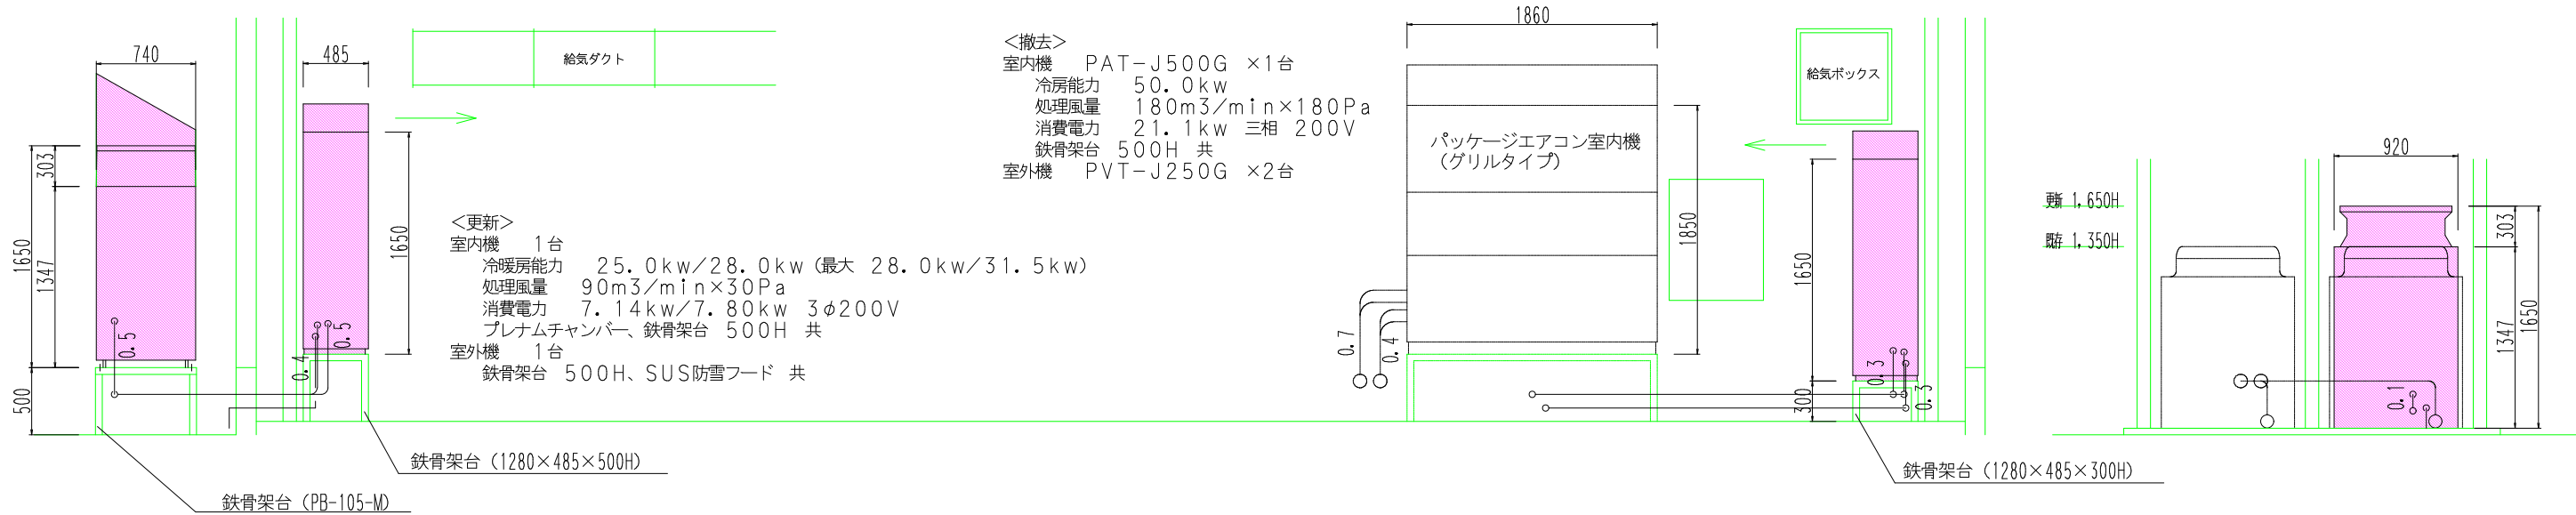 740
303
1650
1347
500
0.5
鉄骨架台（PB-105-M）
485
1650
0.5
0.4
鉄骨架台（1280×485×500H）
給気ダクト
＜更新＞
室内機　１台
冷暖房能力　２５．０kw／２８．０kw（最大　２８．０kw／３１．５kw）
処理風量　９０m3／min×３０Pa
消費電力　７．１４kw／７．８０kw　３φ２００V
プレナムチャンバー、鉄骨架台　５００H　共
室外機　１台
鉄骨架台　５００H、SUS防雪フード　共
＜撤去＞
室内機　PAT－J５００G　×１台
冷房能力　５０．０kw
処理風量　１８０m3／min×１８０Pa
消費電力　２１．１kw　三相　２００V
鉄骨架台　５００H　共
室外機　PVT－J２５０G　×２台
1860
パッケージエアコン室内機
（グリルタイプ）
1850
0.7
0.4
給気ボックス
1650
300
0.3
0.3
鉄骨架台（1280×485×300H）
更新 1,650H
既存 1,350H
920
303
1347
1650
0.1